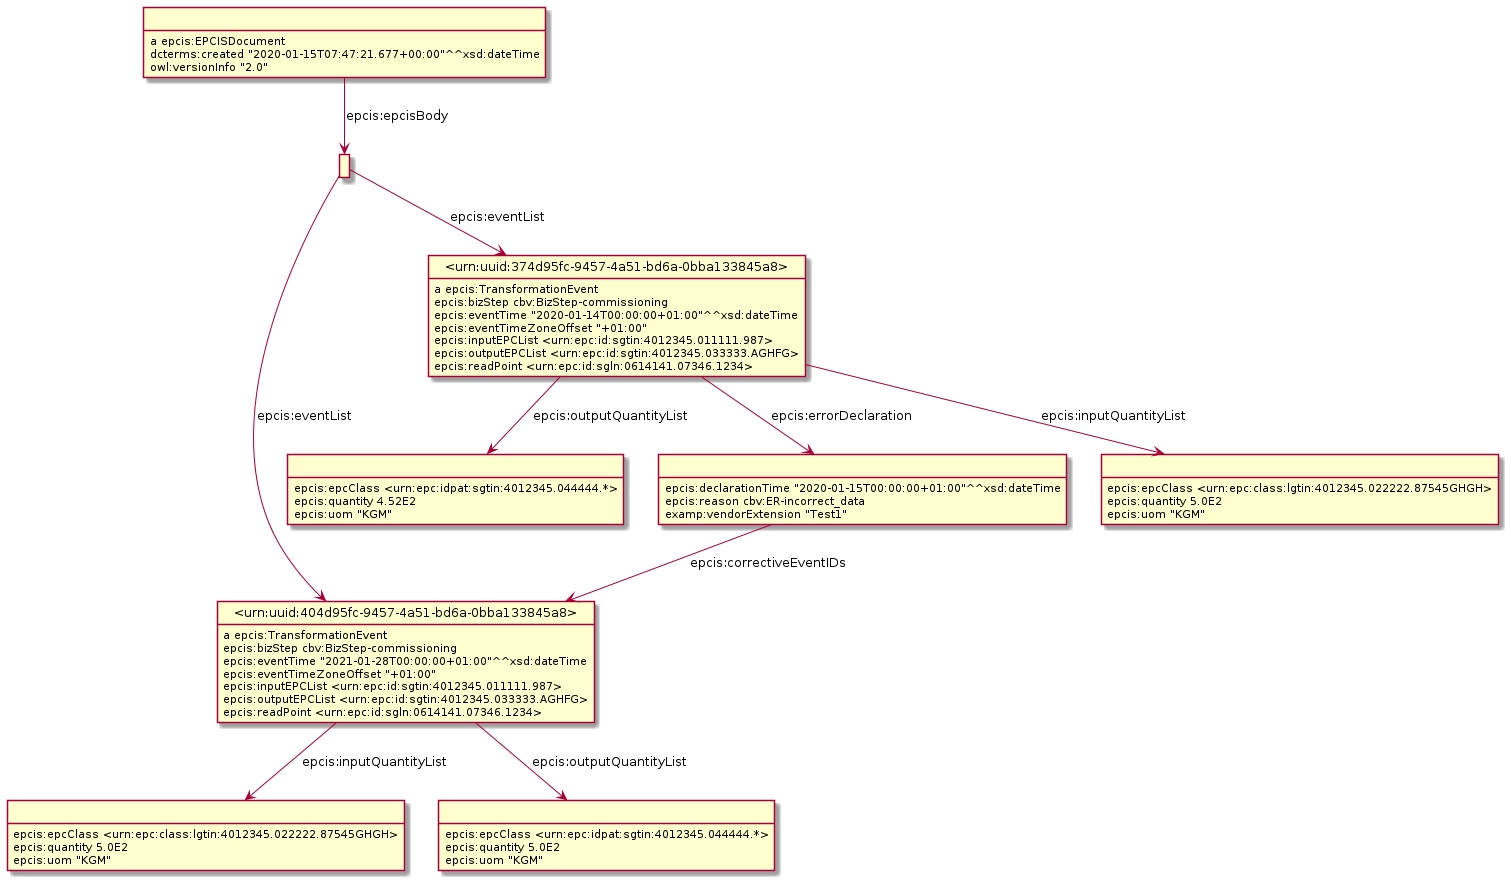 a epcis:EPCISDocument
dcterms:created "2020-01-15T07:47:21.677+00:00"^^xsd:dateTime
owl:versionInfo "2.0"
epcis:epcisBody
epcis:eventList
<urn:uuid:374d95fc-9457-4a51-bd6a-0bba133845a8>
a epcis:TransformationEvent
epcis:bizStep cbv:BizStep-commissioning
epcis:eventTime "2020-01-14T00:00:00+01:00"^^xsd:dateTime
epcis:eventTimeZoneOffset "+01:00"
epcis:inputEPCList <urn:epc:id:sgtin:4012345.011111.987>
epcis:outputEPCList <urn:epc:id:sgtin:4012345.033333.AGHFG>
epcis:readPoint <urn:epc:id:sgln:0614141.07346.1234>
epcis:eventList
epcis:outputQuantityList
epcis:errorDeclaration
epcis:inputQuantityList
epcis:epcClass <urn:epc:idpat:sgtin:4012345.044444.*>
epcis:quantity 4.52E2
epcis:uom "KGM"
epcis:declarationTime "2020-01-15T00:00:00+01:00"^^xsd:dateTime
epcis:reason cbv:ER-incorrect_data
examp:vendorExtension "Test1"
epcis:epcClass <urn:epc:class:lgtin:4012345.022222.87545GHGH>
epcis:quantity 5.0E2
epcis:uom "KGM"
epcis:correctiveEventIDs
<urn:uuid:404d95fc-9457-4a51-bd6a-0bba133845a8>
a epcis:TransformationEvent
epcis:bizStep cbv:BizStep-commissioning
epcis:eventTime "2021-01-28T00:00:00+01:00"^^xsd:dateTime
epcis:eventTimeZoneOffset "+01:00"
epcis:inputEPCList <urn:epc:id:sgtin:4012345.011111.987>
epcis:outputEPCList <urn:epc:id:sgtin:4012345.033333.AGHFG>
epcis:readPoint <urn:epc:id:sgln:0614141.07346.1234>
epcis:inputQuantityList
epcis:outputQuantityList
epcis:epcClass <urn:epc:class:lgtin:4012345.022222.87545GHGH>
epcis:quantity 5.0E2
epcis:uom "KGM"
epcis:epcClass <urn:epc:idpat:sgtin:4012345.044444.*>
epcis:quantity 5.0E2
epcis:uom "KGM"